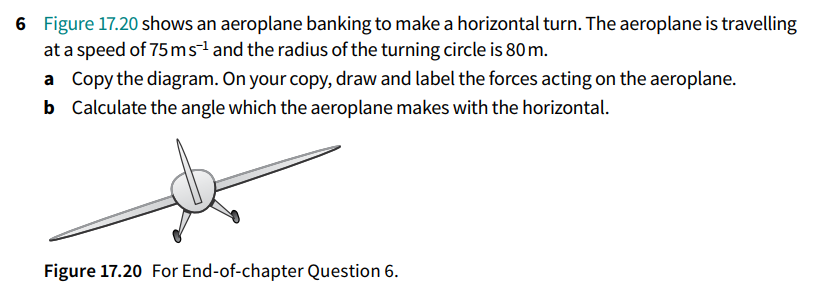 6 Figure 17.20 shows an aeroplane banking to make a horizontal turn. The aeroplane is travelling
at a speed of 75 m s⁻¹ and the radius of the turning circle is 80 m.
a Copy the diagram. On your copy, draw and label the forces acting on the aeroplane.
b Calculate the angle which the aeroplane makes with the horizontal.
Figure 17.20 For End-of-chapter Question 6.